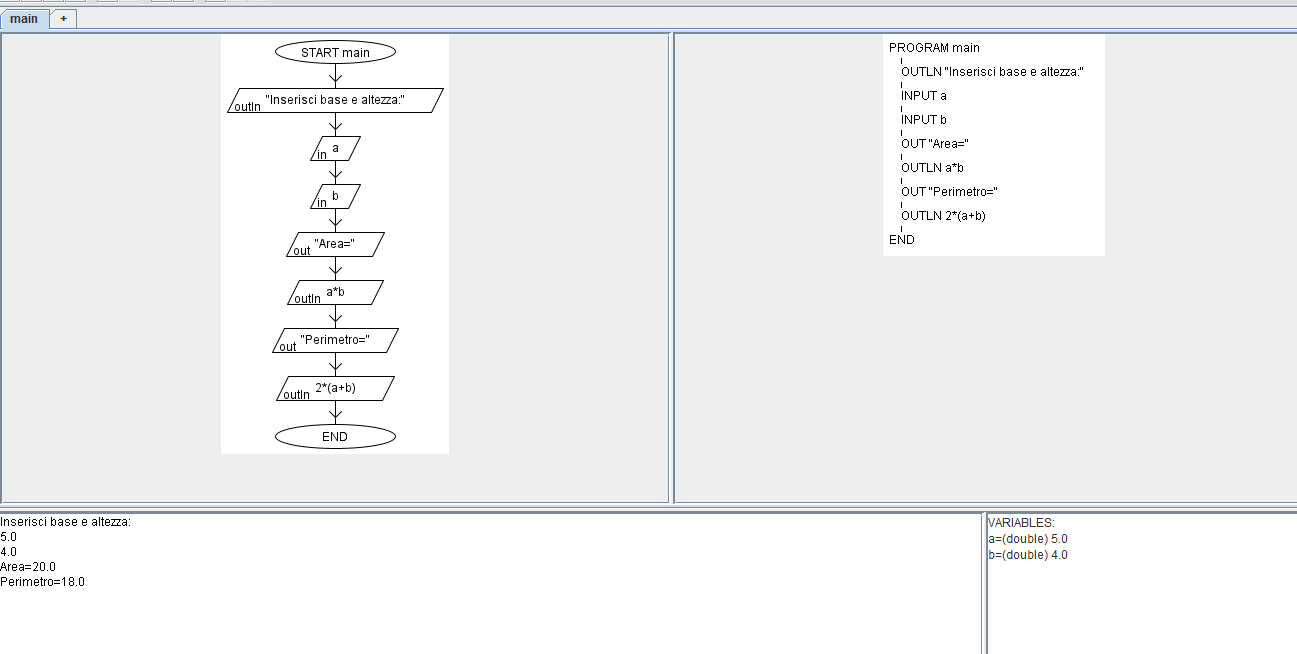 main
+
START main
"Inserisci base e altezza:"
outln
a
in
b
in
"Area="
out
a*b
outln
"Perimetro="
out
2*(a+b)
outln
END
PROGRAM main
OUTLN "Inserisci base e altezza:"
INPUT a
INPUT b
OUT "Area="
OUTLN a*b
OUT "Perimetro="
OUTLN 2*(a+b)
END
Inserisci base e altezza:
5.0
4.0
Area=20.0
Perimetro=18.0
VARIABLES:
a=(double) 5.0
b=(double) 4.0